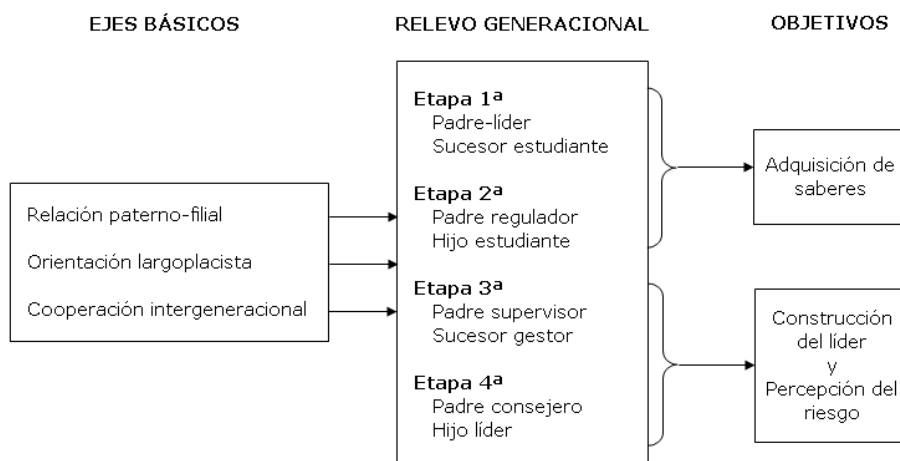 EJES BÁSICOS
RELEVO GENERACIONAL
OBJETIVOS
Relación paterno-filial
Orientación largoplacista
Cooperación intergeneracional
Etapa 1ª
Padre-líder
Sucesor estudiante
Etapa 2ª
Padre regulador
Hijo estudiante
Etapa 3ª
Padre supervisor
Sucesor gestor
Etapa 4ª
Padre consejero
Hijo líder
Adquisición de
saberes
Construcción
del líder
y
Percepción del
riesgo